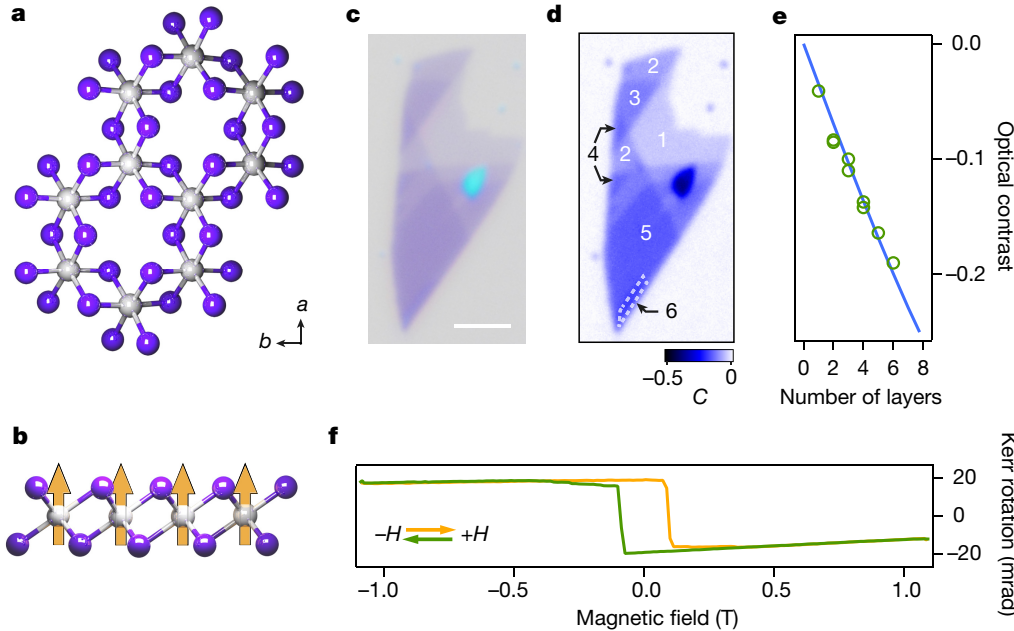 a
a
b
b
c
d
2
3
4
1
2
5
6
−0.5
0
C
e
0.0
−0.1
−0.2
Optical contrast
0 2 4 6 8
Number of layers
f
−H +H
20
0
−20
Kerr rotation (mrad)
−1.0 −0.5 0.0 0.5 1.0
Magnetic field (T)